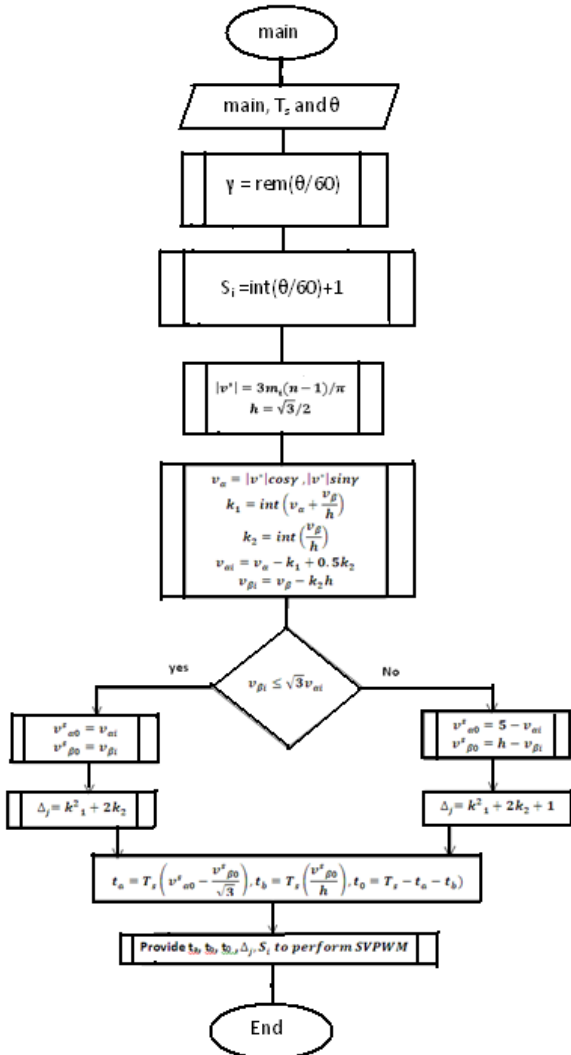 main
main, Tₛ and θ
γ = rem(θ/60)
Sᵢ =int(θ/60)+1
|v*| = 3mᵢ(n − 1)/π
h = √3/2
vₐ = |v*|cosγ ,|v*|sinγ
k₁ = int (vₐ + v_β/h)
k₂ = int (v_β/h)
v_αi = v_α − k₁ + 0.5k₂
v_βi = v_β − k₂h
v_βi ≤ √3v_αi
yes
No
vˢ_α0 = v_αi
vˢ_β0 = v_βi
vˢ_α0 = 5 − v_αi
vˢ_β0 = h − v_βi
Δⱼ= k²₁ + 2k₂
Δⱼ= k²₁ + 2k₂ + 1
tₐ = Tₛ(vˢ_α0 − vˢ_β0/√3), t_b = Tₛ(vˢ_β0/h), t₀ = Tₛ − tₐ − t_b)
Provide tₐ, t_b, t₀, , Δⱼ, Sᵢ to perform SVPWM
End